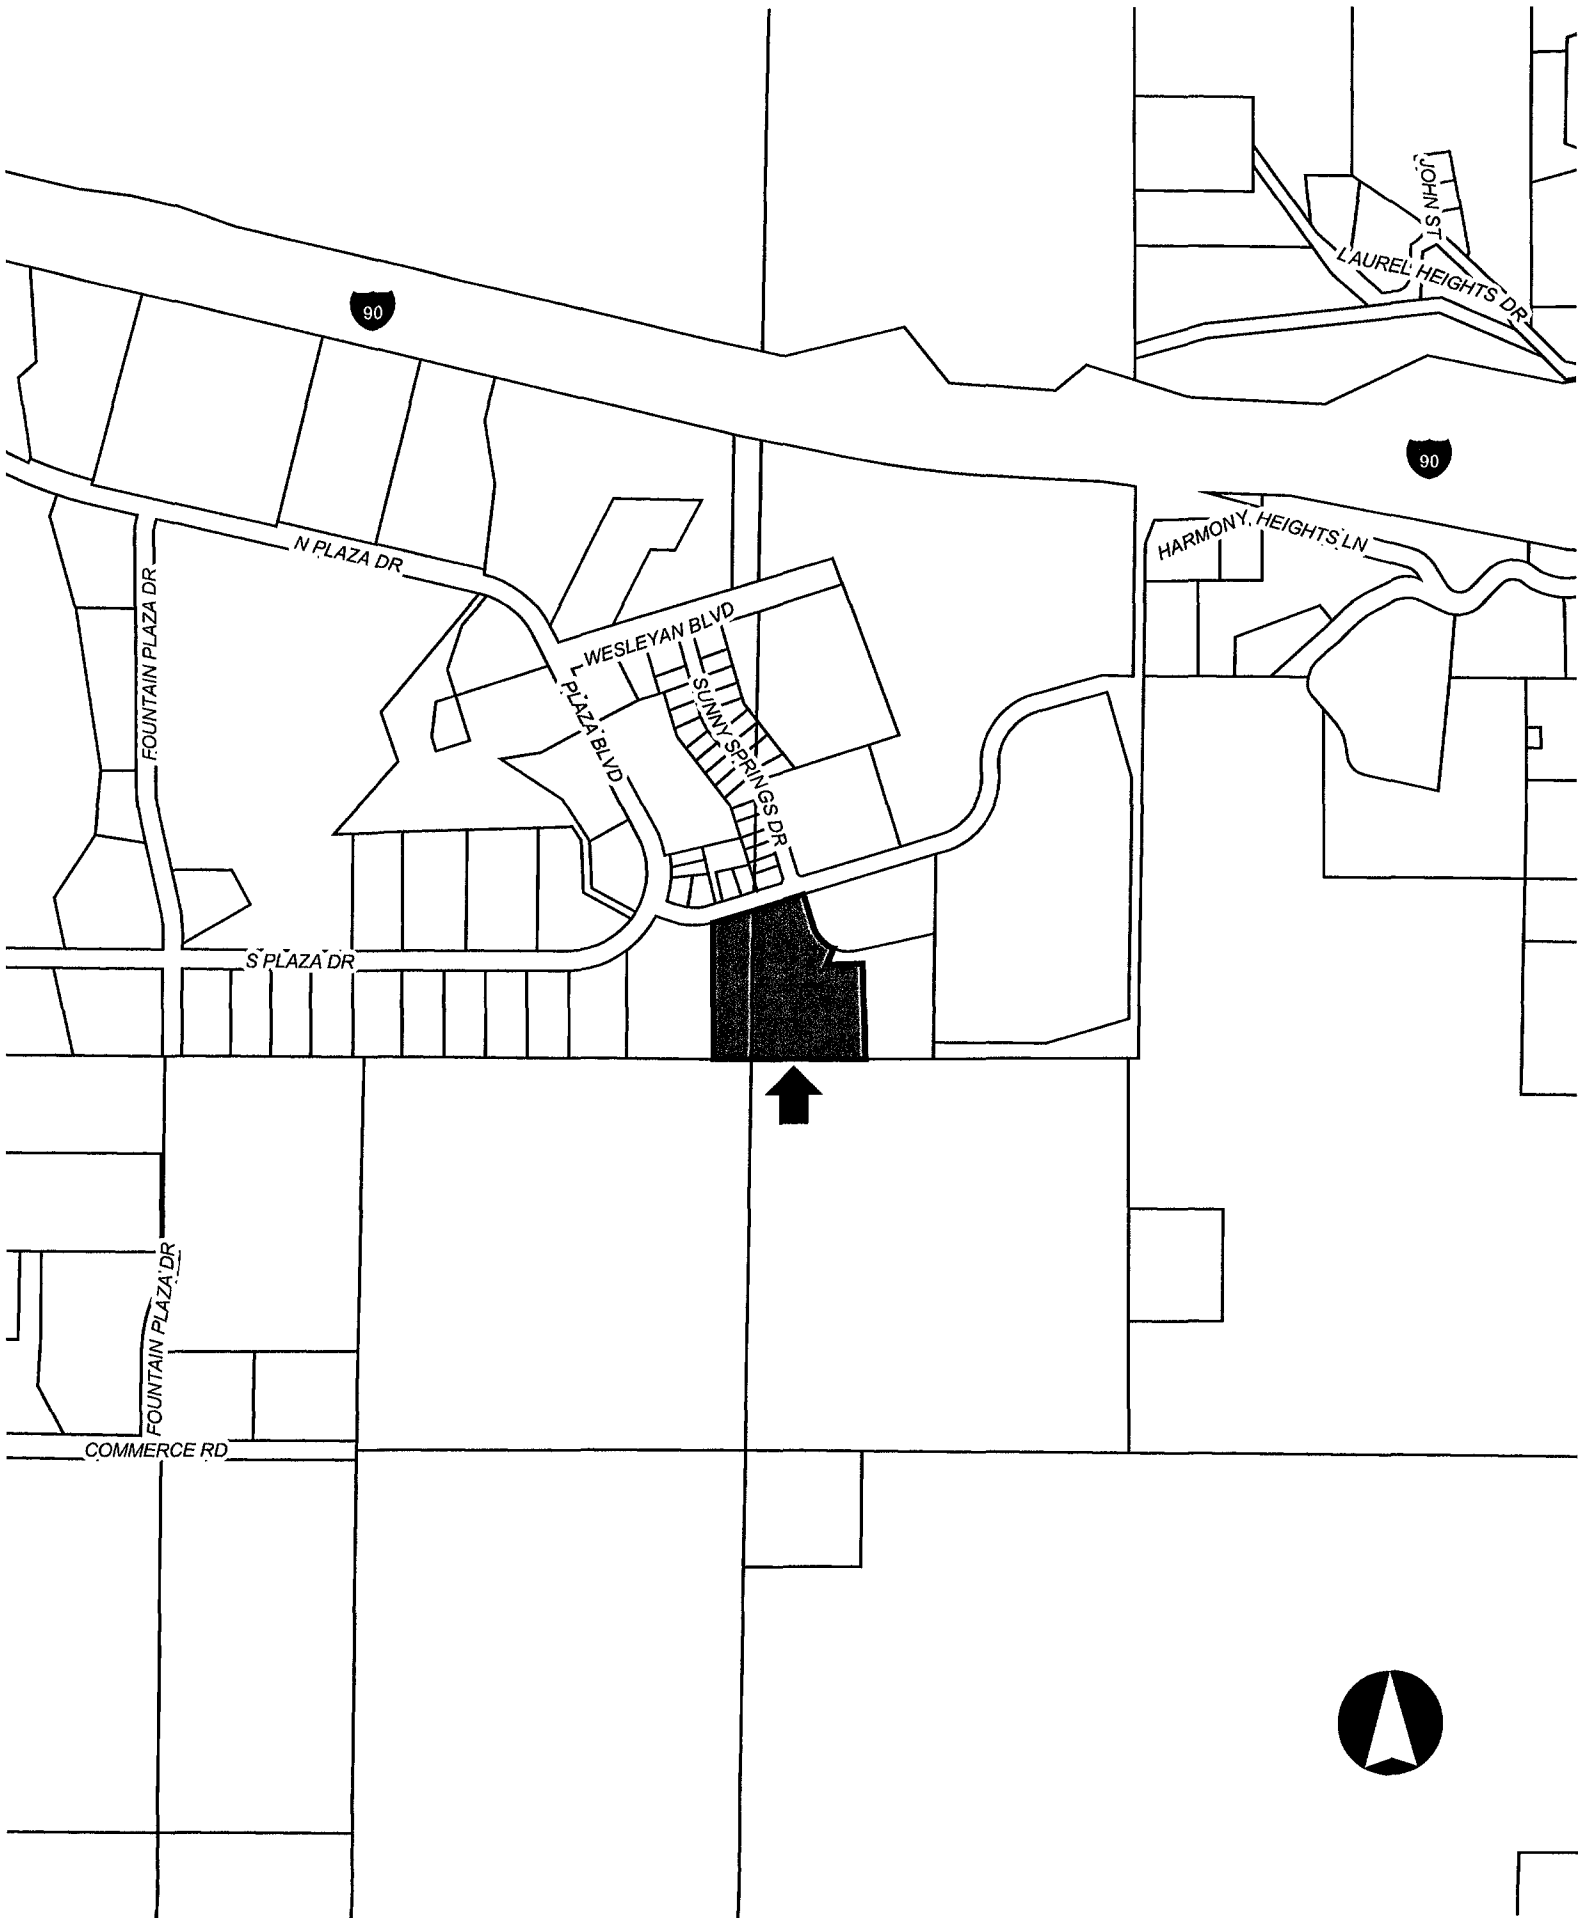 JOHN ST
LAUREL HEIGHTS DR
90
90
HARMONY HEIGHTS LN
N PLAZA DR
FOUNTAIN PLAZA DR
WESLEYAN BLVD
PLAZA BLVD
SUNNY SPRINGS DR
S PLAZA DR
FOUNTAIN PLAZA DR
COMMERCE RD